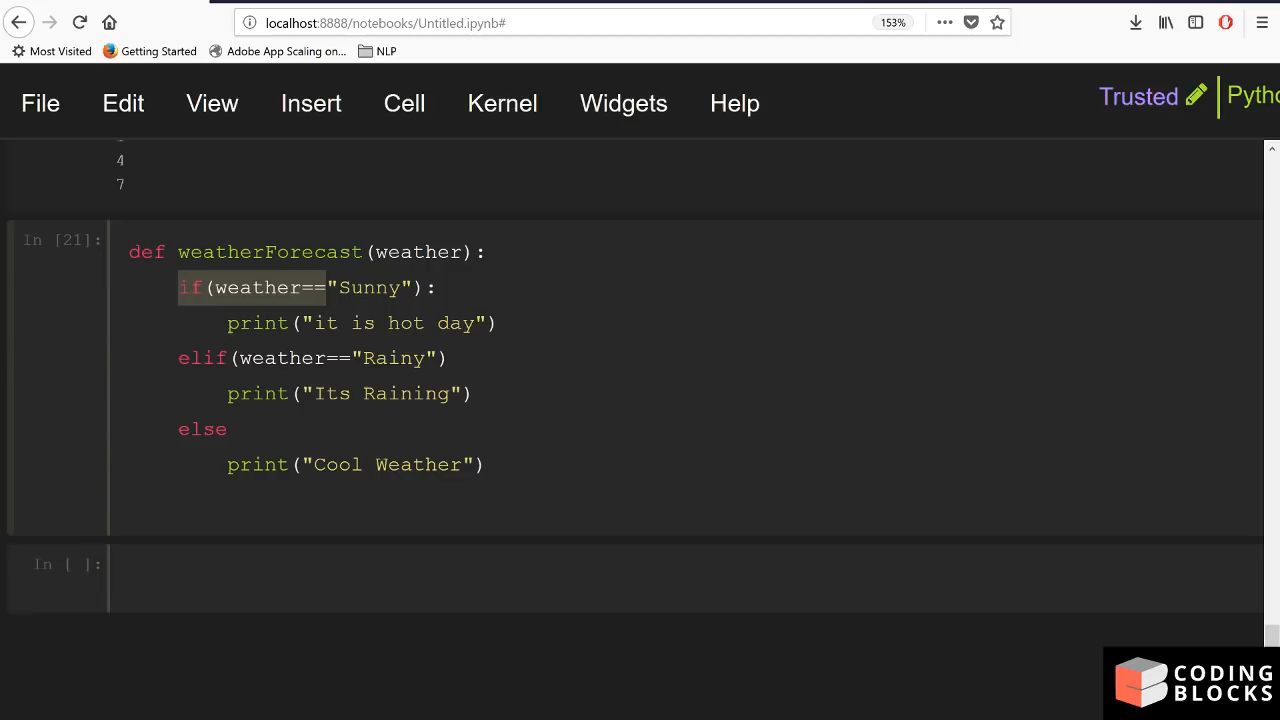 localhost:8888/notebooks/Untitled.ipynb#
153%
Most Visited
Getting Started
Adobe App Scaling on...
NLP
File
Edit
View
Insert
Cell
Kernel
Widgets
Help
Trusted
4
7
In [21]:
def weatherForecast(weather):
if(weather=="Sunny"):
print("it is hot day")
elif(weather=="Rainy")
print("Its Raining")
else
print("Cool Weather")
In [ ]:
CODING
BLOCKS